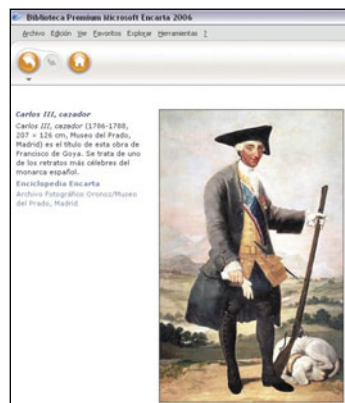 Biblioteca Premium Microsoft Encarta 2006
Archivo Edición Ver Favoritos Explorar Herramientas ?
Carlos III, cazador
Carlos III, cazador (1786-1788,
207 × 126 cm, Museo del Prado,
Madrid) es el título de esta obra de
Francisco de Goya. Se trata de uno
de los retratos más célebres del
monarca español.
Enciclopedia Encarta
Archivo Fotográfico Oronoz/Museo
del Prado, Madrid